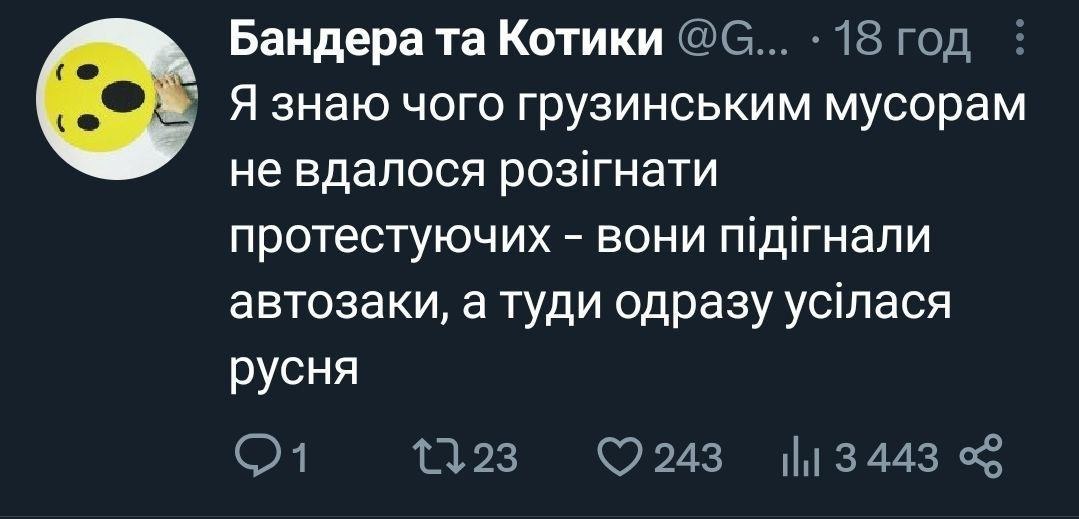 Бандера та Котики @G... · 18 год
Я знаю чого грузинським мусорам
не вдалося розігнати
протестуючих - вони підігнали
автозаки, а туди одразу усілася
русня
1 23 243 3 443